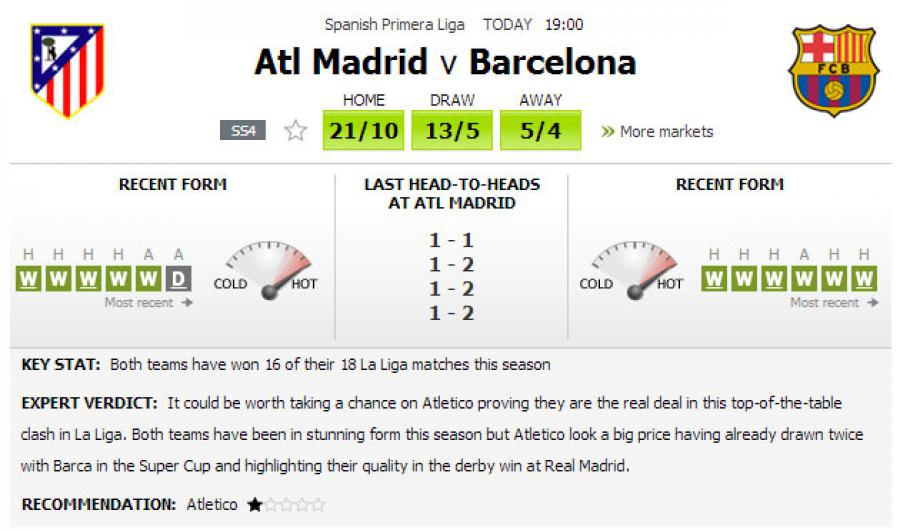 Spanish Primera Liga TODAY 19:00
Atl Madrid v Barcelona
HOME DRAW AWAY
SS4 21/10 13/5 5/4 » More markets
FCB
RECENT FORM
H H H H A A
W W W W W D
COLD HOT
Most recent →
LAST HEAD-TO-HEADS
AT ATL MADRID
1 - 1
1 - 2
1 - 2
1 - 2
RECENT FORM
COLD HOT
H H H A H H
W W W W W W
Most recent →
KEY STAT: Both teams have won 16 of their 18 La Liga matches this season
EXPERT VERDICT: It could be worth taking a chance on Atletico proving they are the real deal in this top-of-the-table
clash in La Liga. Both teams have been in stunning form this season but Atletico look a big price having already drawn twice
with Barca in the Super Cup and highlighting their quality in the derby win at Real Madrid.
RECOMMENDATION: Atletico